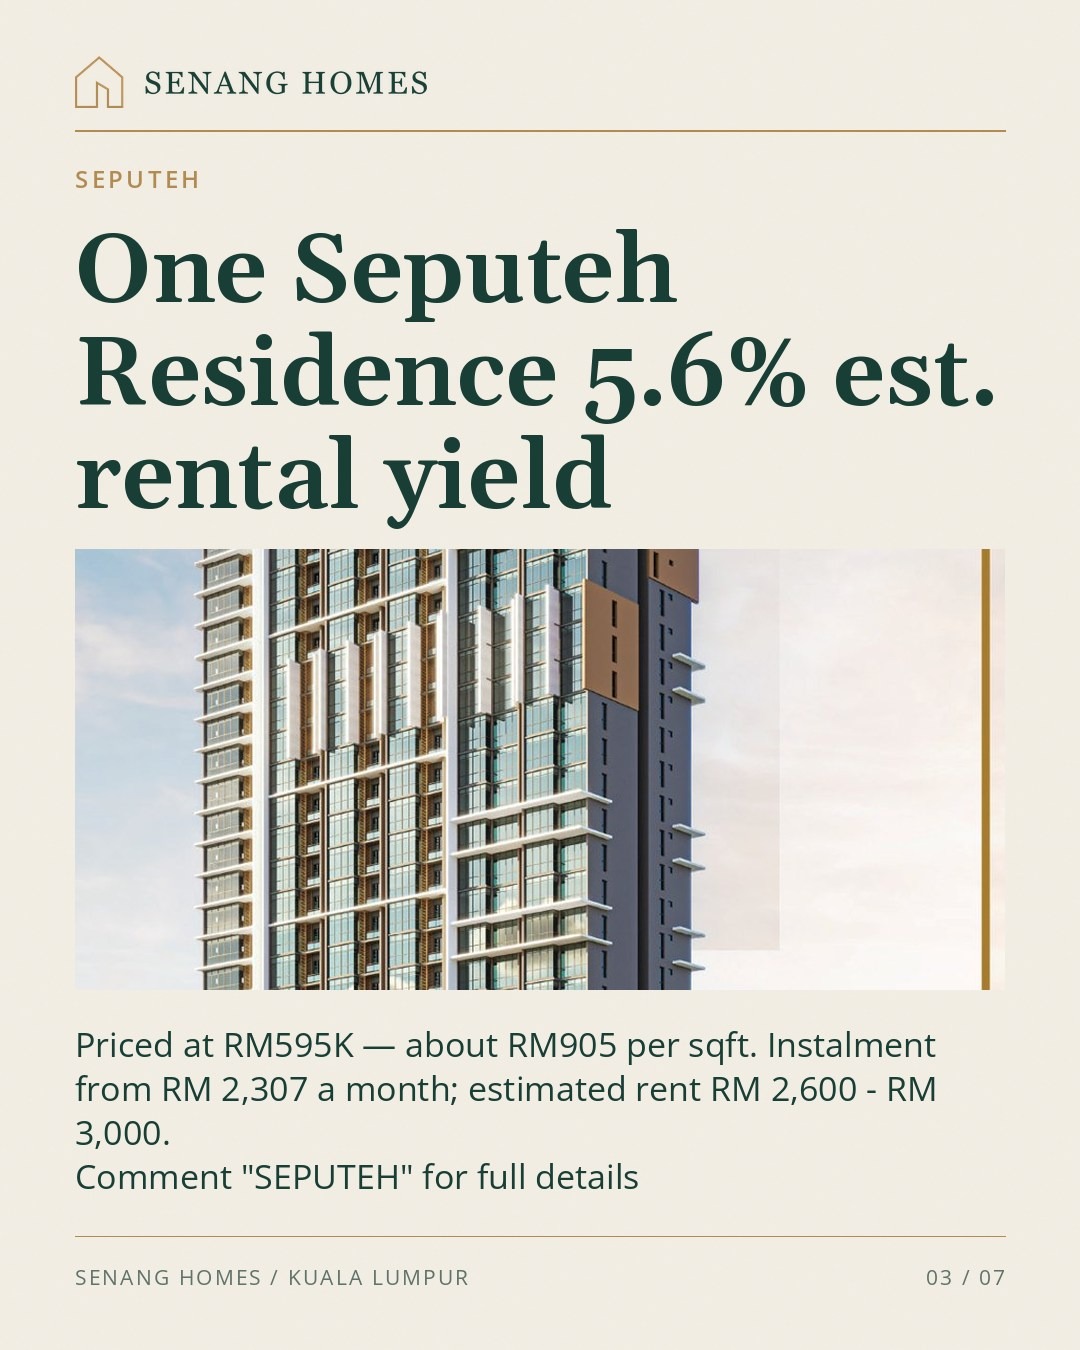 SENANG HOMES
SEPUTEH
One Seputeh
Residence 5.6% est.
rental yield
Priced at RM595K — about RM905 per sqft. Instalment
from RM 2,307 a month; estimated rent RM 2,600 - RM
3,000.
Comment "SEPUTEH" for full details
SENANG HOMES / KUALA LUMPUR
03 / 07